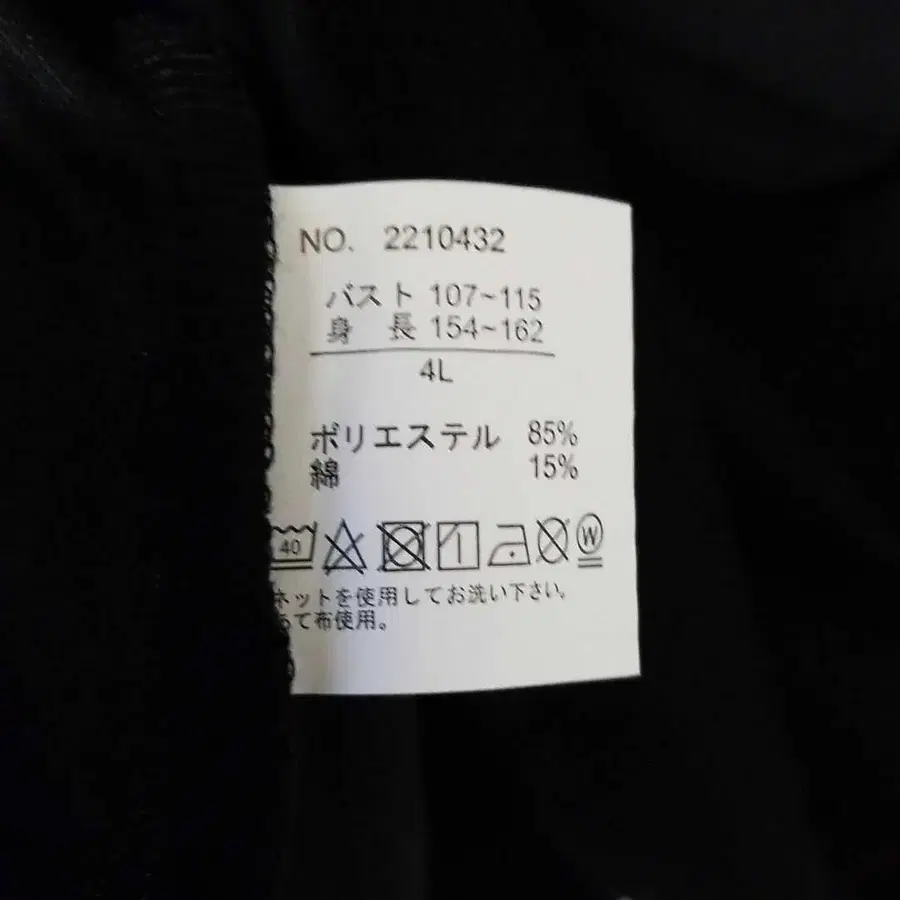 NO. 2210432
バスト 107~115
身 長 154~162
4L
ポリエステル 85%
綿 15%
40 W
ネットを使用してお洗い下さい。
あて布使用。